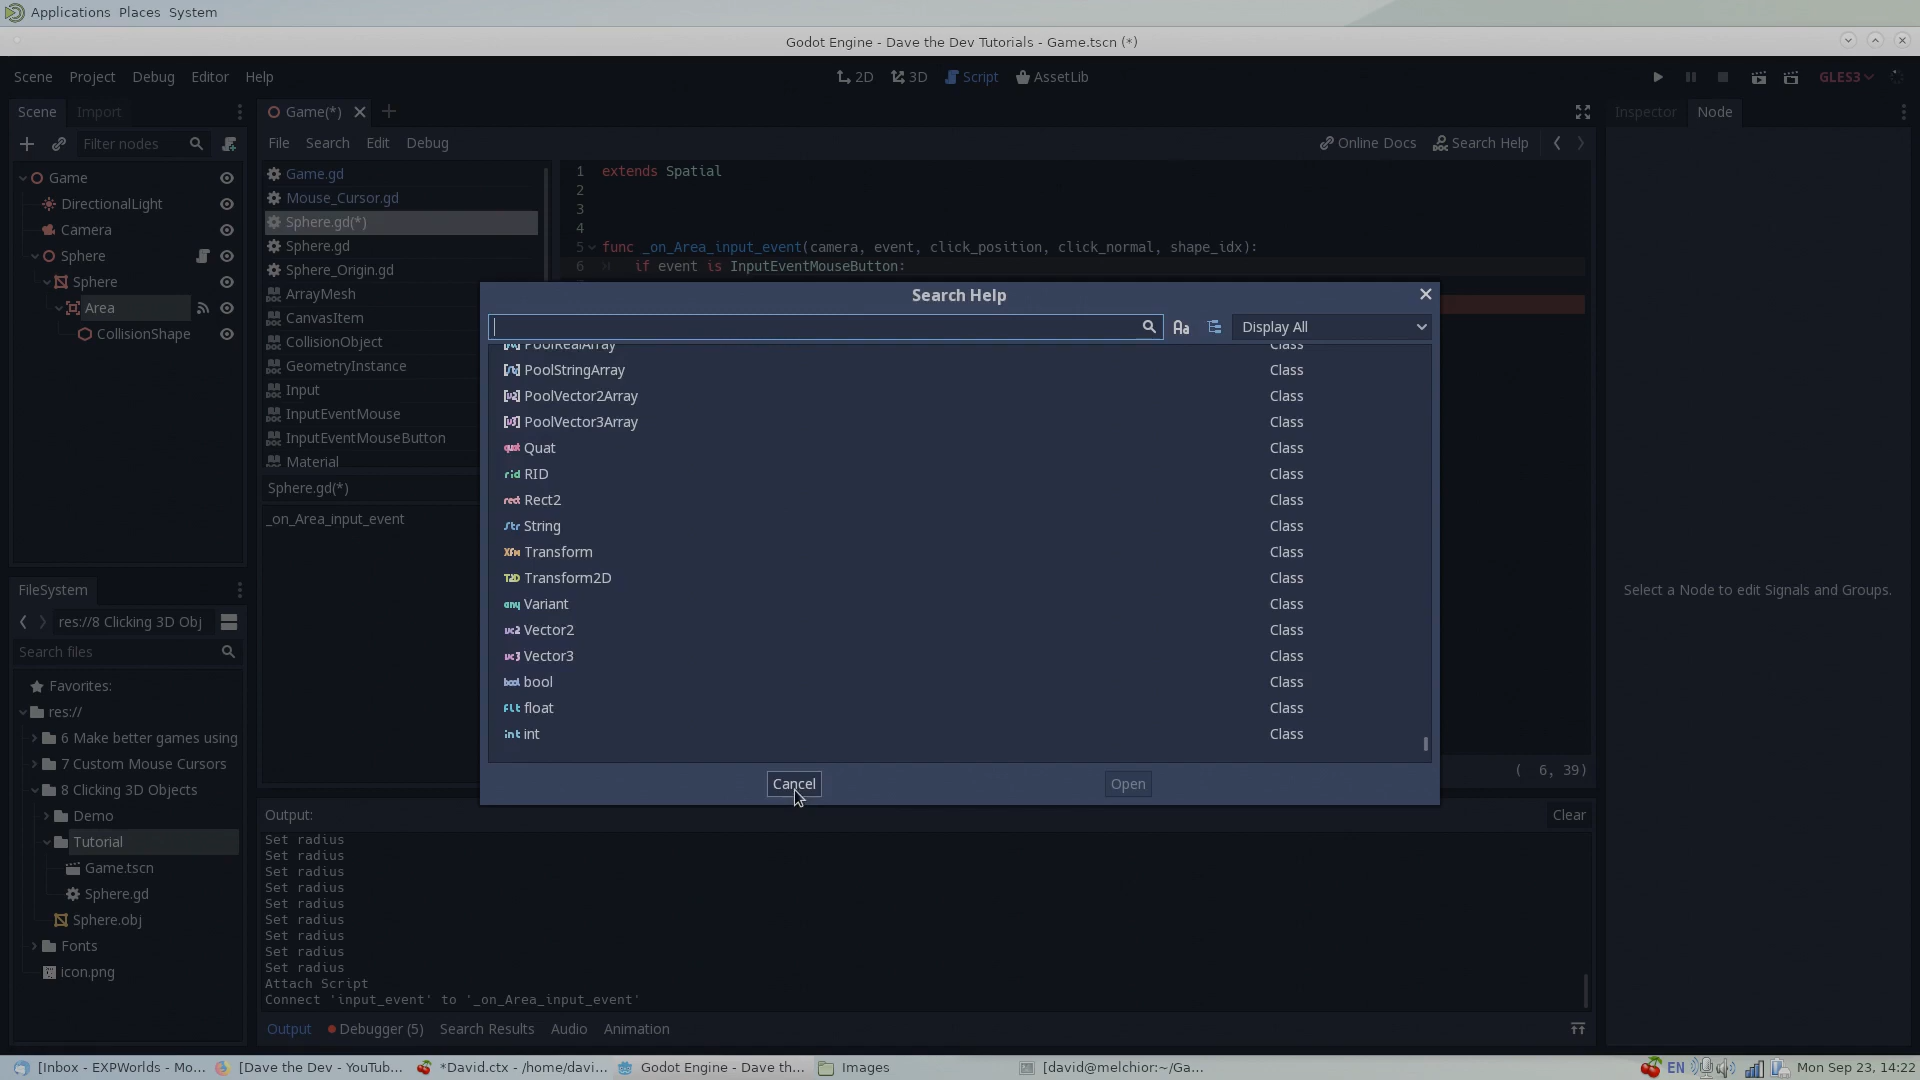 Applications Places System
Godot Engine - Dave the Dev Tutorials - Game.tscn (*)
Scene Project Debug Editor Help
2D 3D Script AssetLib
GLES3
Scene Import
Game(*)
Inspector Node
Filter nodes
File Search Edit Debug
Online Docs Search Help
Game
DirectionalLight
Camera
Sphere
Sphere
Area
CollisionShape
Game.gd
Mouse_Cursor.gd
Sphere.gd(*)
Sphere.gd
Sphere_Origin.gd
ArrayMesh
CanvasItem
CollisionObject
GeometryInstance
Input
InputEventMouse
InputEventMouseButton
Material
Sphere.gd(*)
_on_Area_input_event
1 extends Spatial
2
3
4
5 func _on_Area_input_event(camera, event, click_position, click_normal, shape_idx):
6 if event is InputEventMouseButton:
Search Help
Aa Display All
PoolRealArray Class
PoolStringArray Class
PoolVector2Array Class
PoolVector3Array Class
Quat Class
RID Class
Rect2 Class
String Class
Transform Class
Transform2D Class
Variant Class
Vector2 Class
Vector3 Class
bool Class
float Class
int Class
Cancel Open
( 6, 39)
Select a Node to edit Signals and Groups.
FileSystem
res://8 Clicking 3D Obj
Search files
Favorites:
res://
6 Make better games using
7 Custom Mouse Cursors
8 Clicking 3D Objects
Demo
Tutorial
Game.tscn
Sphere.gd
Sphere.obj
Fonts
icon.png
Output: Clear
Set radius
Set radius
Set radius
Set radius
Set radius
Set radius
Set radius
Set radius
Set radius
Attach Script
Connect 'input_event' to '_on_Area_input_event'
Output Debugger (5) Search Results Audio Animation
[Inbox - EXPWorlds - Mo... [Dave the Dev - YouTub... *David.ctx - /home/davi... Godot Engine - Dave th... Images [david@melchior:~/Ga... EN Mon Sep 23, 14:22